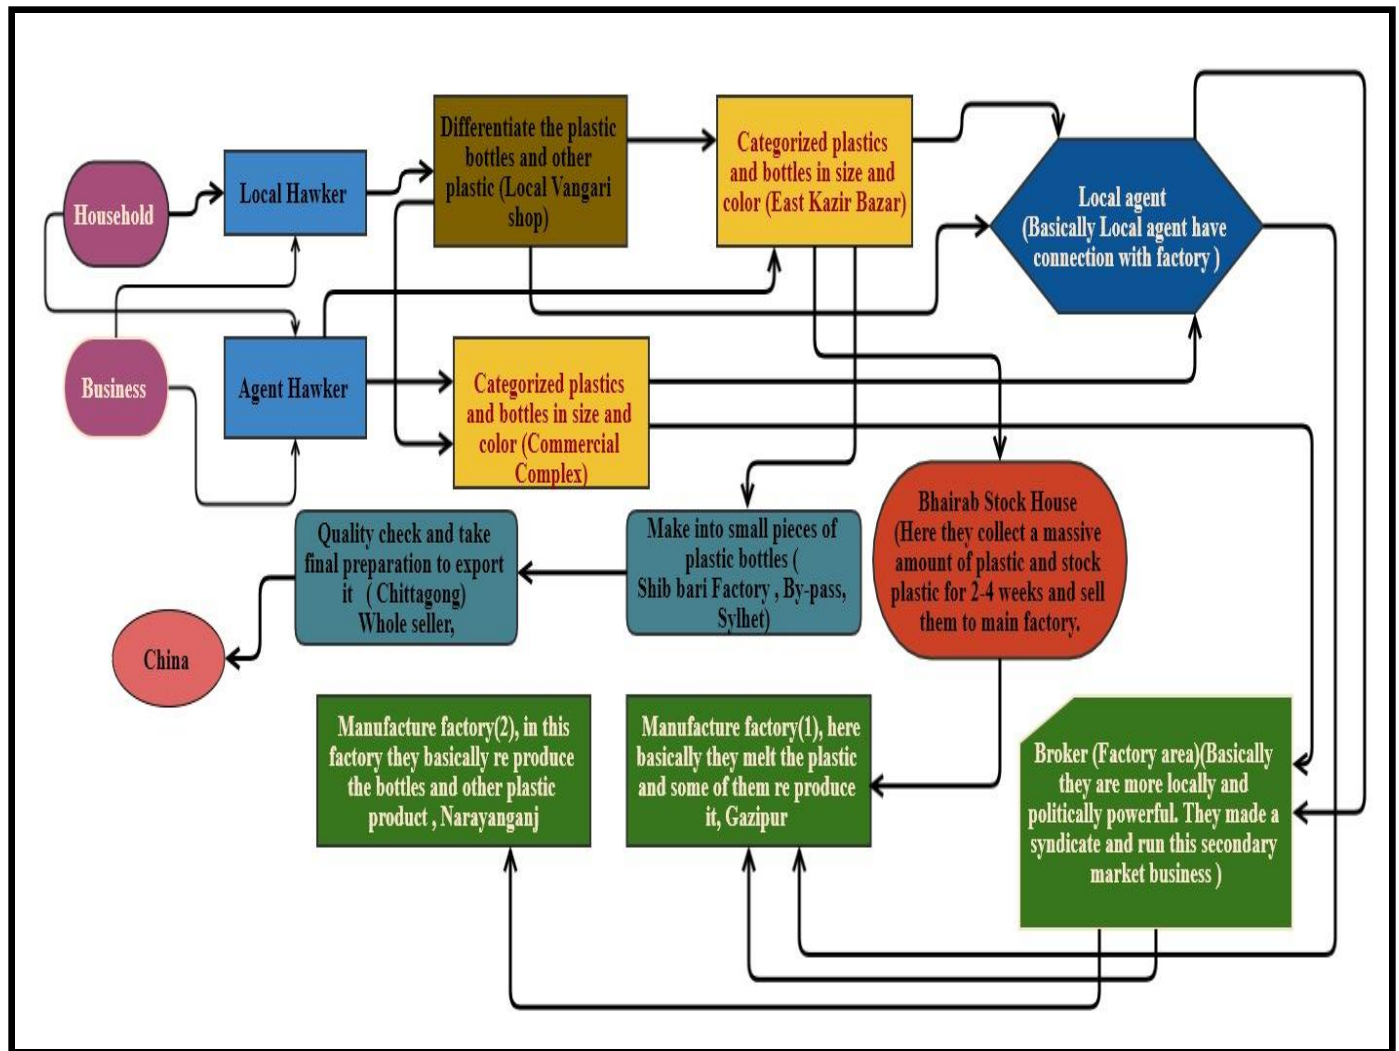 Differentiate the plastic
bottles and other
plastic (Local Vangari
shop)
Categorized plastics
and bottles in size and
color (East Kazir Bazar)
Household
Local Hawker
Local agent
(Basically Local agent have
connection with factory )
Business
Agent Hawker
Categorized plastics
and bottles in size and
color (Commercial
Complex)
Quality check and take
final preparation to export
it ( Chittagong)
Whole seller,
Make into small pieces of
plastic bottles (
Shib bari Factory , By-pass,
Sylhet)
Bhairab Stock House
(Here they collect a massive
amount of plastic and stock
plastic for 2-4 weeks and sell
them to main factory.
China
Manufacture factory(2), in this
factory they basically re produce
the bottles and other plastic
product , Narayanganj
Manufacture factory(1), here
basically they melt the plastic
and some of them re produce
it, Gazipur
Broker (Factory area)(Basically
they are more locally and
politically powerful. They made a
syndicate and run this secondary
market business )